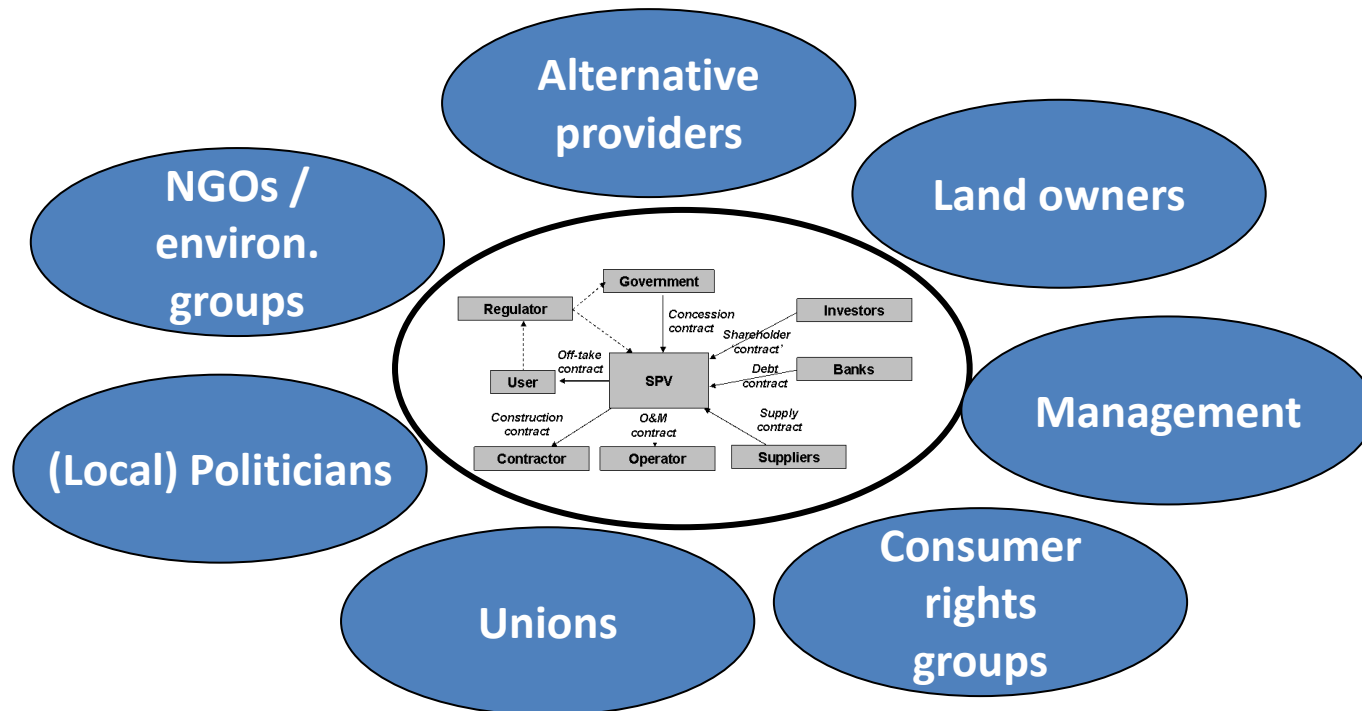 Alternative
providers
NGOs /
environ.
groups
Land owners
Government
Regulator
Investors
Concession
contract
Shareholder
contract'
Off-take
contract
SPV
Debt
contract
Banks
User
Construction
contract
O&M
contract
Supply
contract
Contractor
Operator
Suppliers
Management
(Local) Politicians
Unions
Consumer
rights
groups